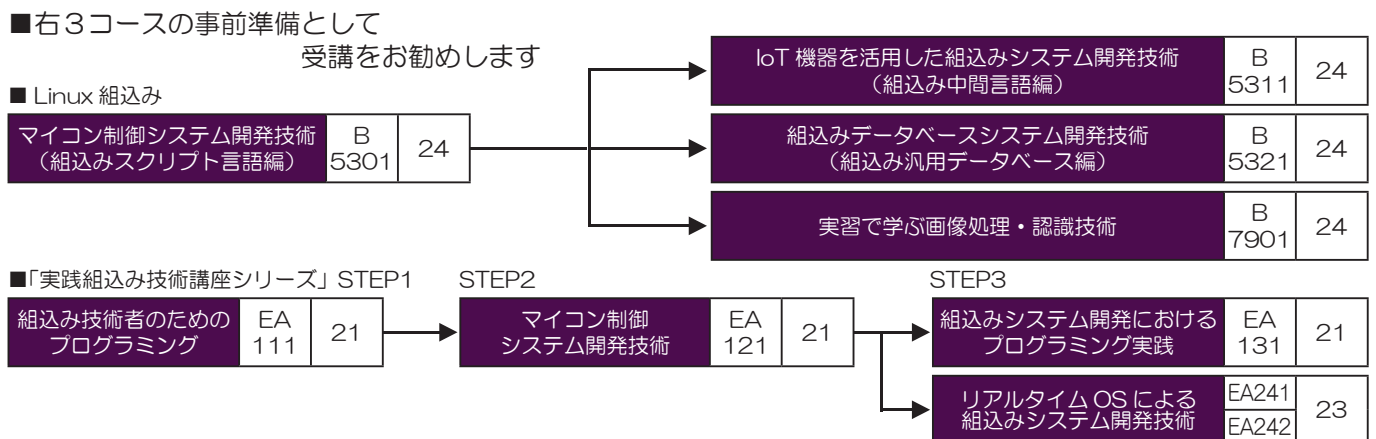 ■右３コースの事前準備として
受講をお勧めします
■ Linux 組込み
マイコン制御システム開発技術
（組込みスクリプト言語編）
B
5301
24
IoT 機器を活用した組込みシステム開発技術
（組込み中間言語編）
B
5311
24
組込みデータベースシステム開発技術
（組込み汎用データベース編）
B
5321
24
実習で学ぶ画像処理・認識技術
B
7901
24
■「実践組込み技術講座シリーズ」STEP1
STEP2
STEP3
組込み技術者のための
プログラミング
EA
111
21
マイコン制御
システム開発技術
EA
121
21
組込みシステム開発における
プログラミング実践
EA
131
21
リアルタイム OS による
組込みシステム開発技術
EA241
EA242
23